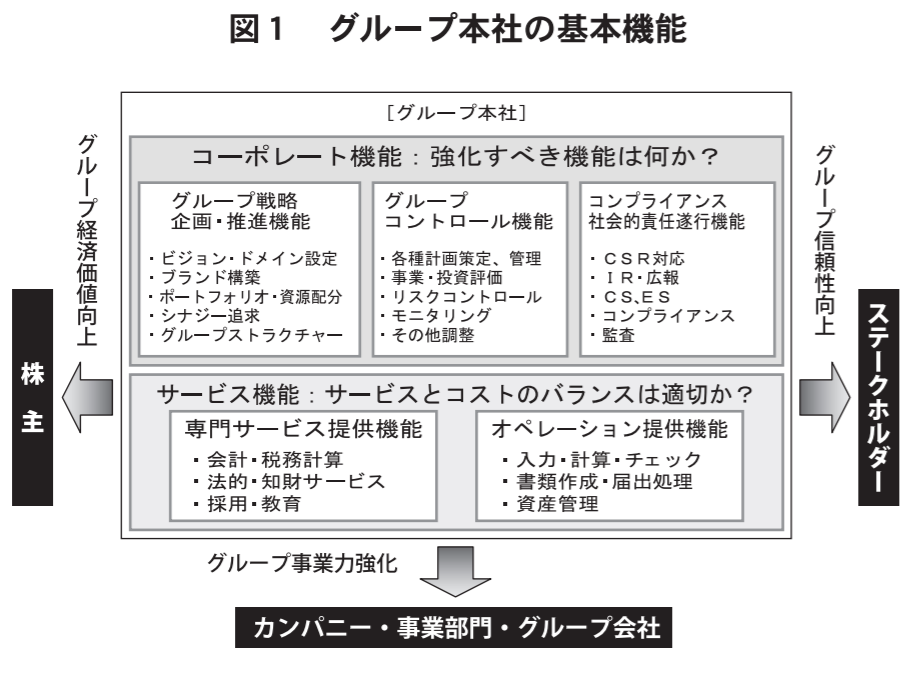 図１　グループ本社の基本機能
［グループ本社］
コーポレート機能：強化すべき機能は何か？
グループ戦略
企画・推進機能
・ビジョン・ドメイン設定
・ブランド構築
・ポートフォリオ・資源配分
・シナジー追求
・グループストラクチャー
グループ
コントロール機能
・各種計画策定、管理
・事業・投資評価
・リスクコントロール
・モニタリング
・その他調整
コンプライアンス
社会的責任遂行機能
・ＣＳＲ対応
・ＩＲ・広報
・ＣＳ、ＥＳ
・コンプライアンス
・監査
サービス機能：サービスとコストのバランスは適切か？
専門サービス提供機能
・会計・税務計算
・法的・知財サービス
・採用・教育
オペレーション提供機能
・入力・計算・チェック
・書類作成・届出処理
・資産管理
グループ経済価値向上
株主
グループ信頼性向上
ステークホルダー
グループ事業力強化
カンパニー・事業部門・グループ会社